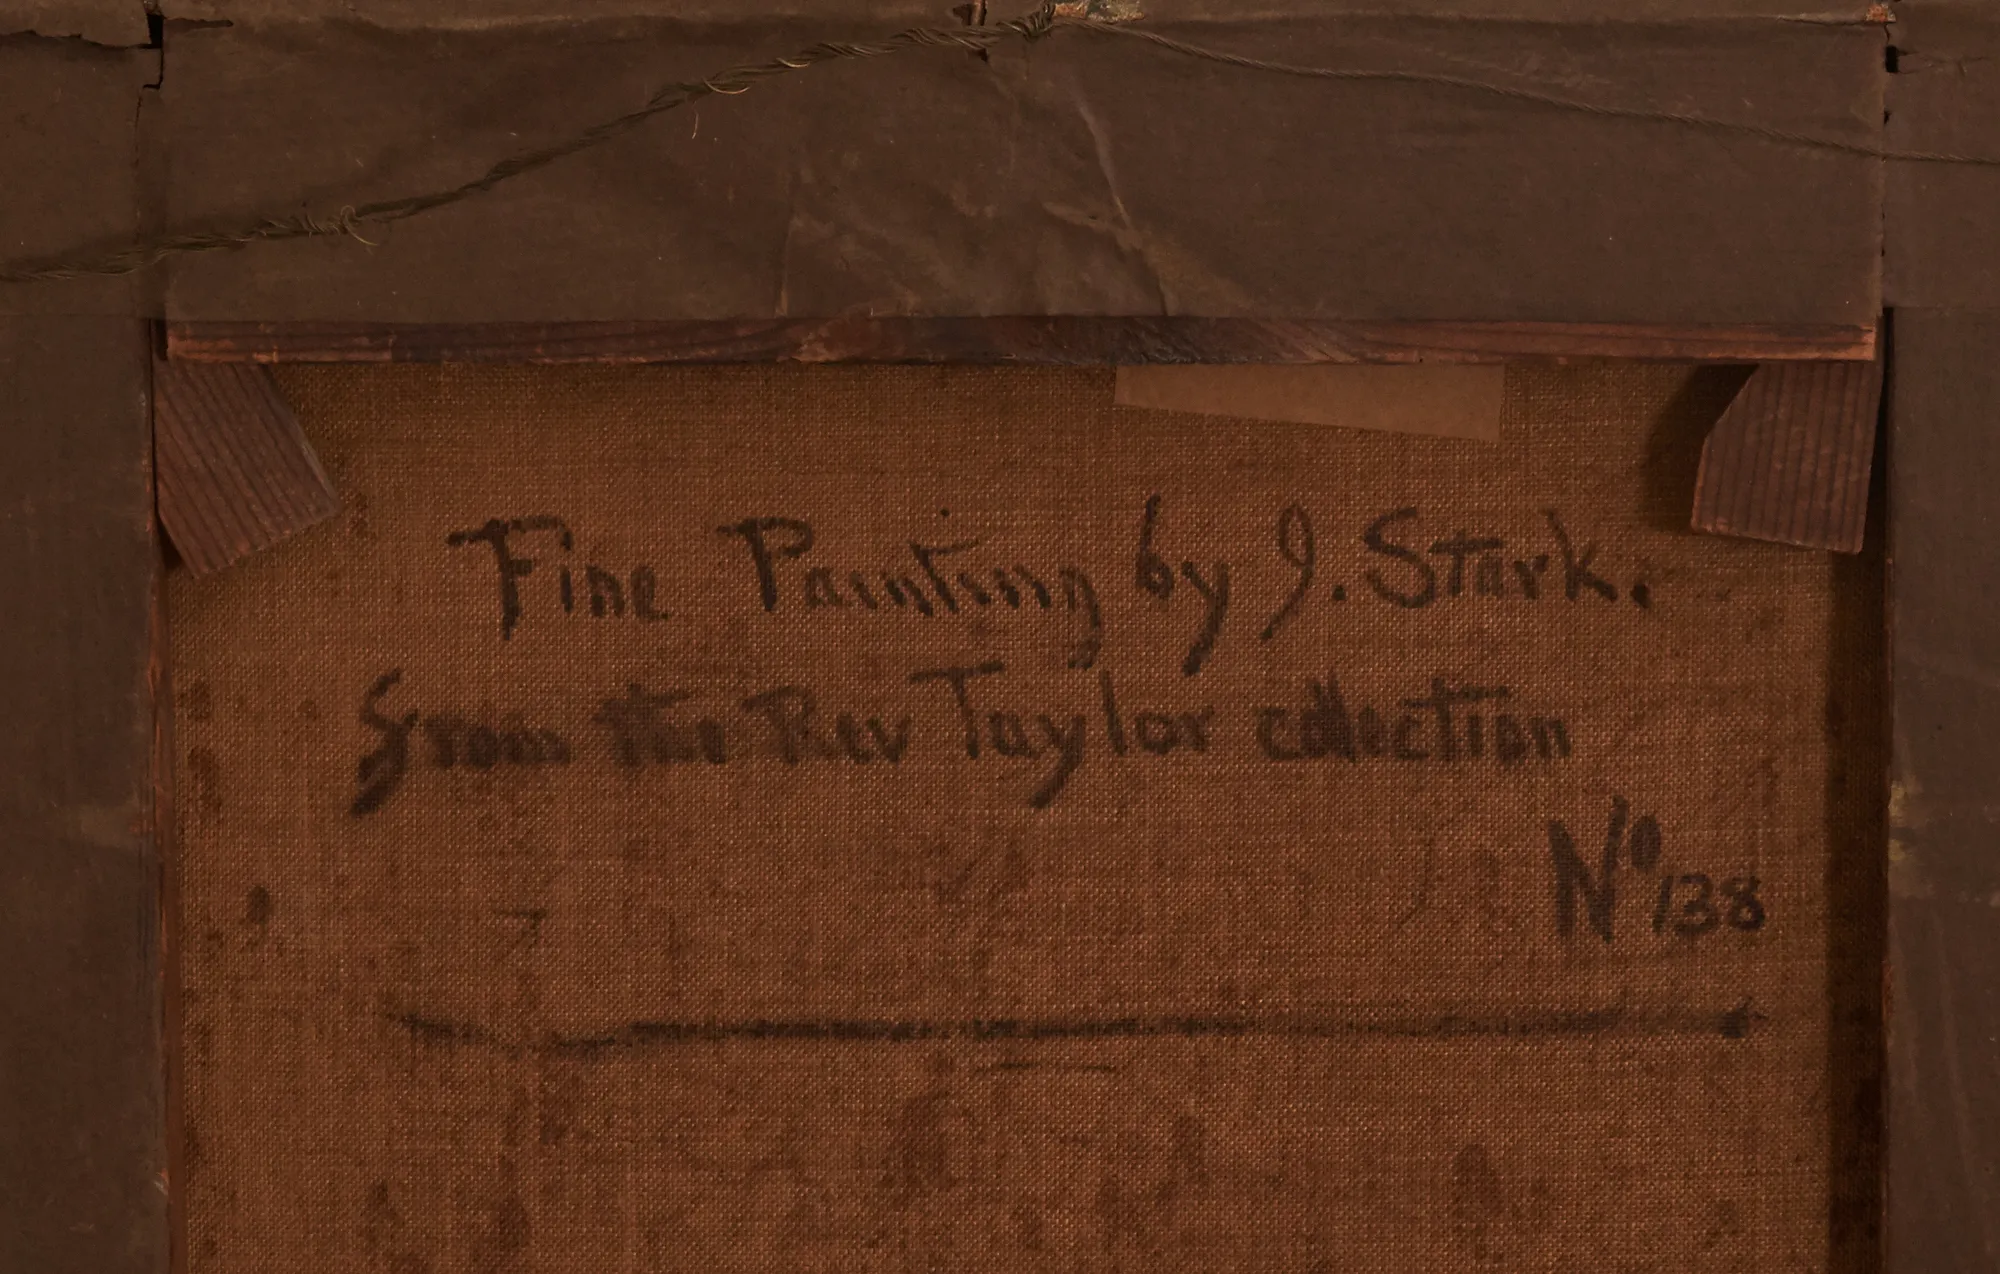 Fine Painting by J. Stark.
from the Rev Taylor collection
No 138